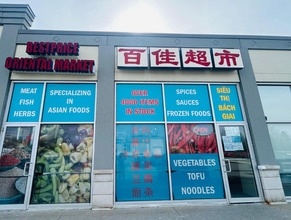 BESTPRICE
ORIENTAL MARKET
百佳超市
MEAT
FISH
HERBS
SPECIALIZING
IN
ASIAN FOODS
OVER
4000 ITEMS
IN STOCK
SPICES
SAUCES
FROZEN FOODS
SIÊU
THỊ
BÁCH
GIAI
VEGETABLES
TOFU
NOODLES